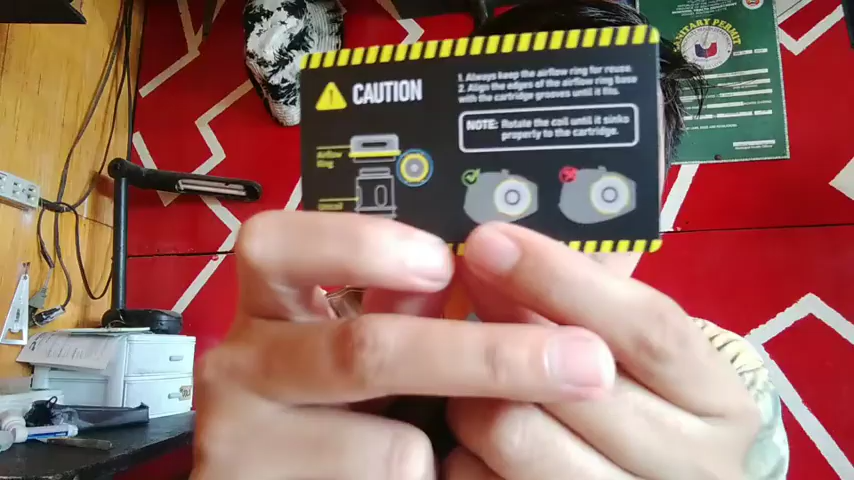 CAUTION
1. Always keep the airflow ring for reuse.
2. Align the edges of the airflow ring base
with the cartridge grooves until it fits.
NOTE: Rotate the coil until it sinks
properly to the cartridge.
Airflow
Ring
SANITARY PERMIT